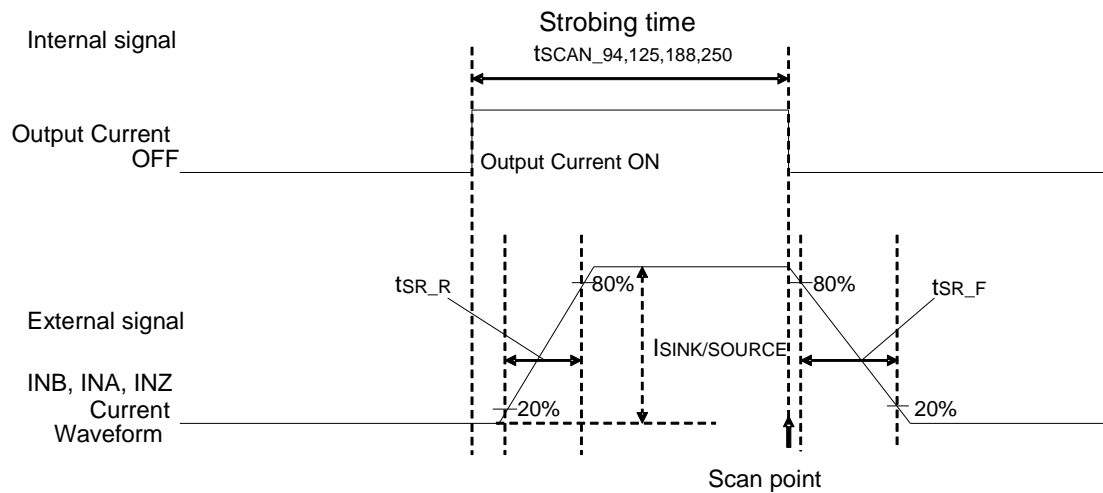 Internal signal
Strobing time
tSCAN_94,125,188,250
Output Current
OFF
Output Current ON
tSR_R
80%
80%
tSR_F
External signal
ISINK/SOURCE
INB, INA, INZ
Current
Waveform
20%
20%
Scan point